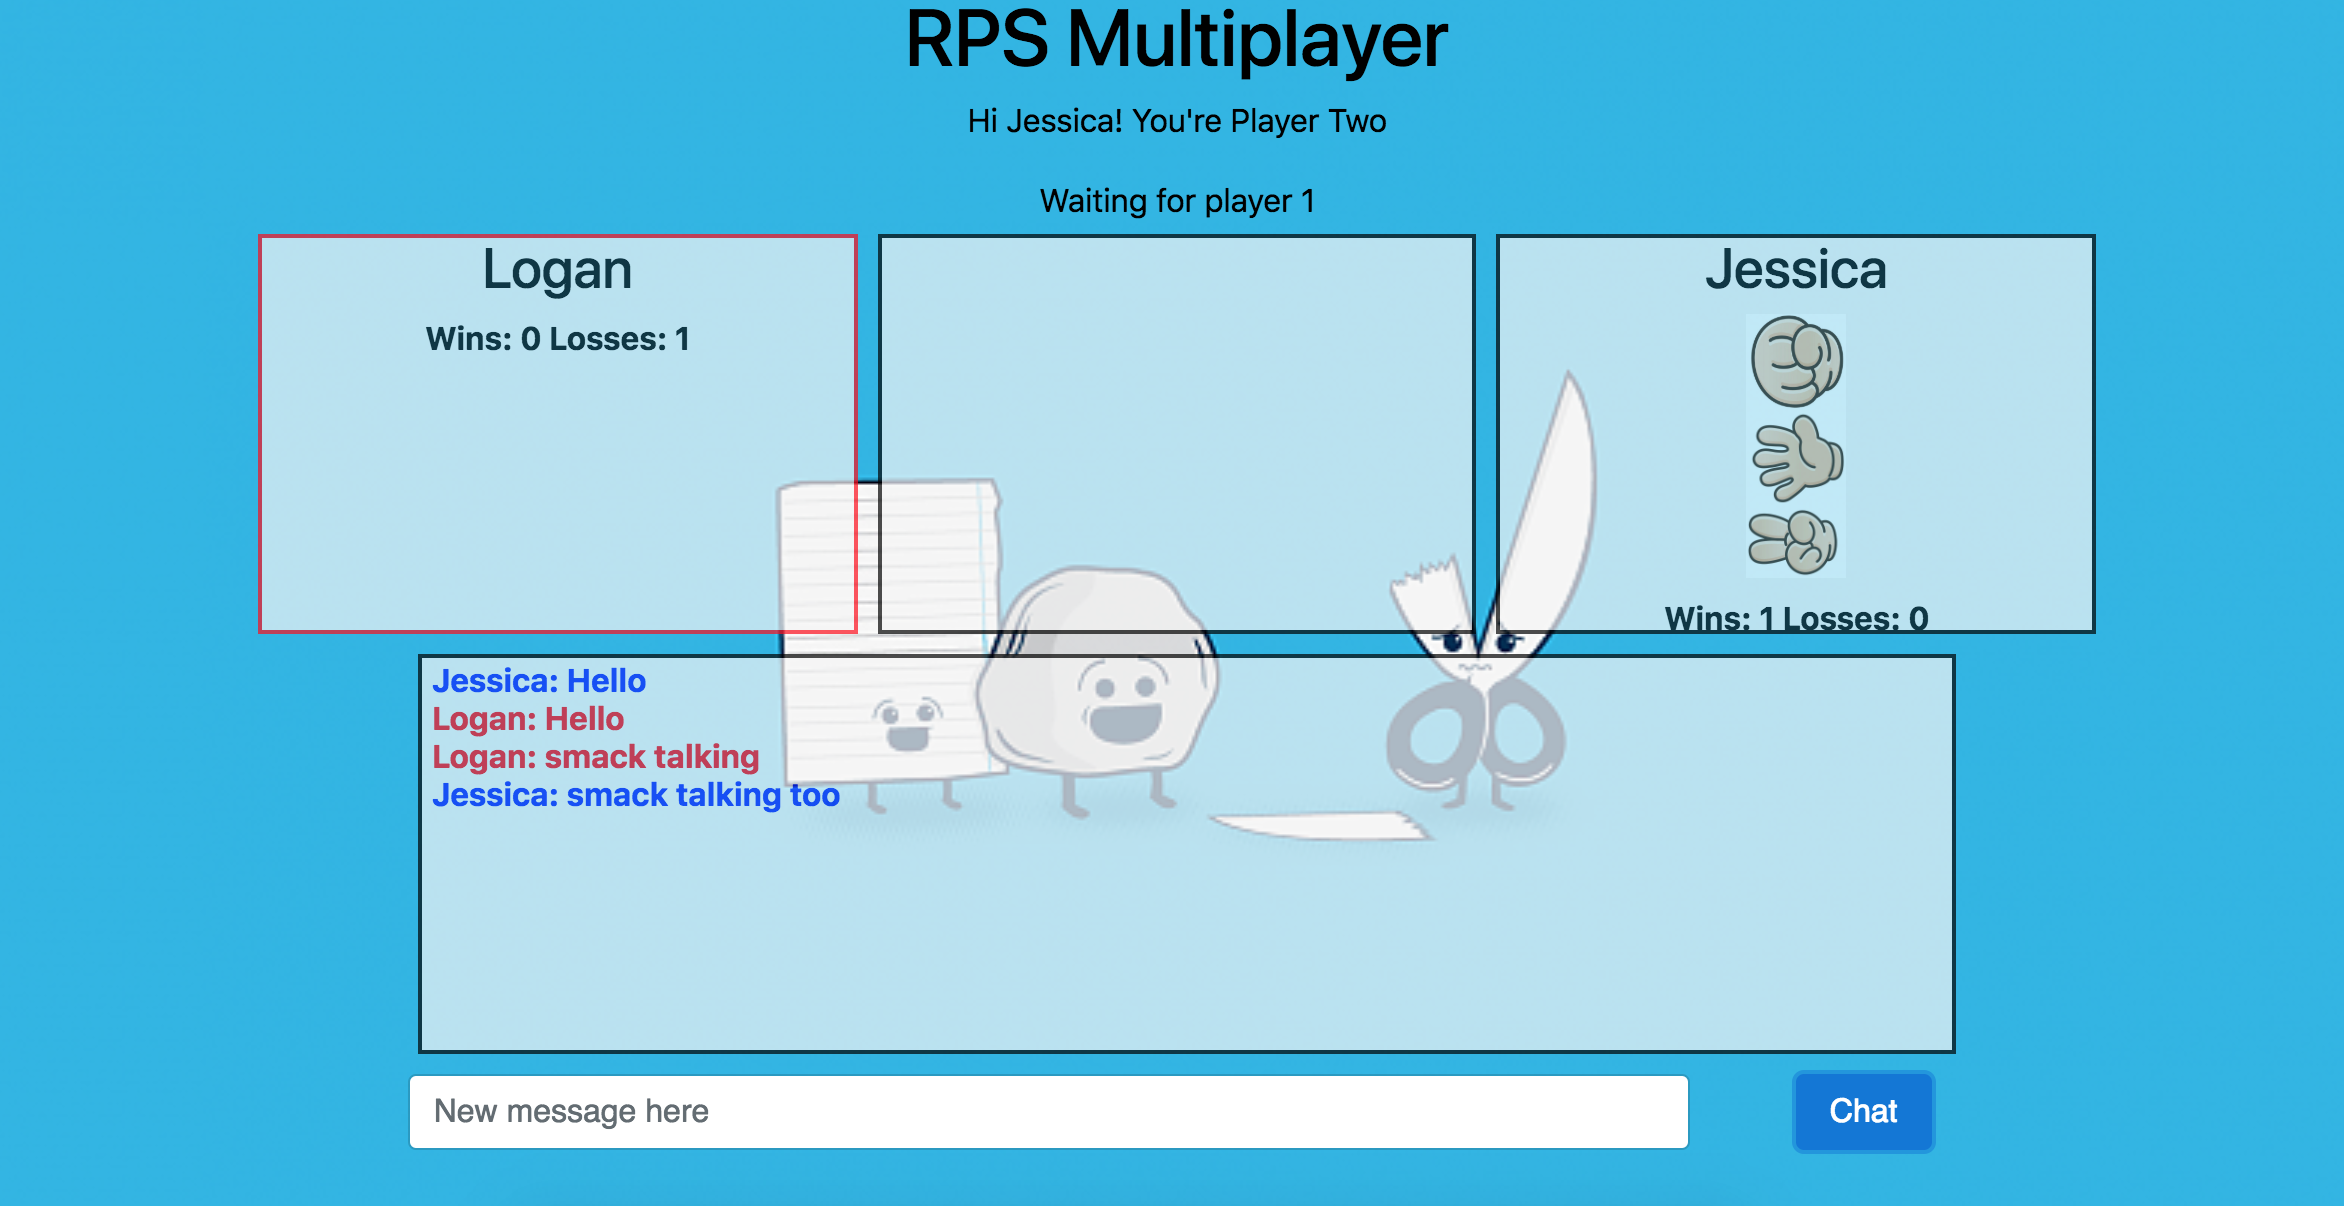 RPS Multiplayer
Hi Jessica! You're Player Two
Waiting for player 1
Logan
Wins: 0 Losses: 1
Jessica
Wins: 1 Losses: 0
Jessica: Hello
Logan: Hello
Logan: smack talking
Jessica: smack talking too
New message here
Chat